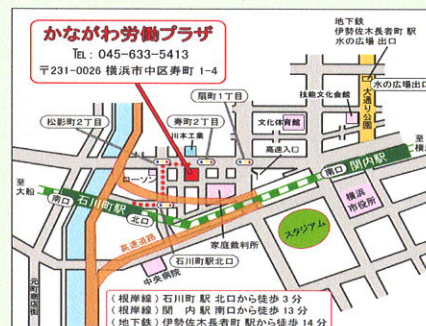 かながわ労働プラザ
TEL: 045-633-5413
〒231-0026 横浜市中区寿町 1-4
地下鉄
伊勢佐木長者町 駅
水の広場 出口
水の広場出口
大通り公園
技能文化会館
扇町1丁目
文化体育館
松影町2丁目
寿町2丁目
川本工業
高速入口
ローソン
至
大船
南口
石川町駅
北口
南口
関内駅
至
横浜市役所
スタジアム
家庭裁判所
高速道路
石川町駅北口
中央病院
元町商店街
(根岸線) 石川町 駅 北口から徒歩 3 分
(根岸線) 関 内 駅 南口から徒歩 13 分
(地下鉄) 伊勢佐木長者町 駅から徒歩 14 分